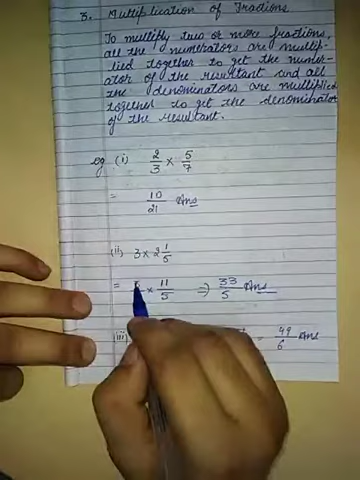 5. Multiplication of Fractions
To multiply two or more fractions,
all the numerators are multip-
lied together to get the numer-
ator of the resultant and all
the denominators are multiplied
together to get the denominator
of the resultant.
eg (i) 2/3 × 5/7
= 10/21 Ans
(ii) 3 × 2 1/5
= × 11/5 ⇒ 33/5 Ans
(iii) = 49/6 Ans